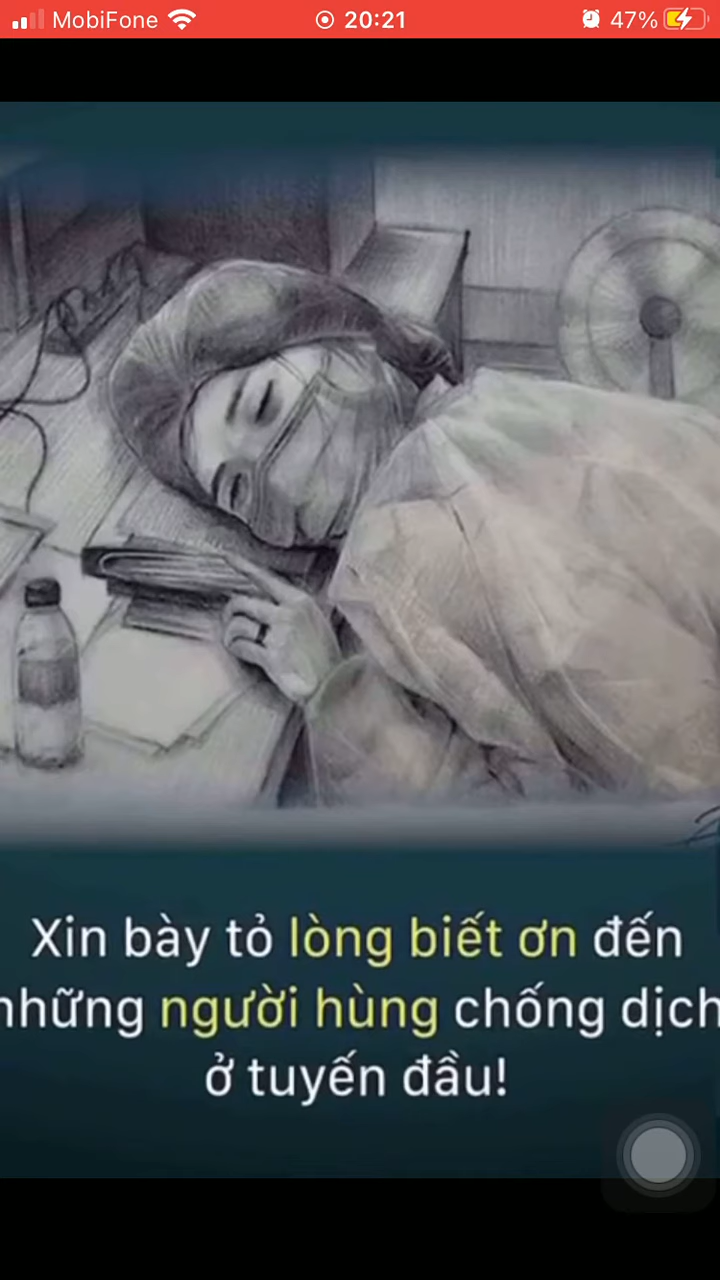 MobiFone 20:21 47%
Xin bày tỏ lòng biết ơn đến
những người hùng chống dịch
ở tuyến đầu!